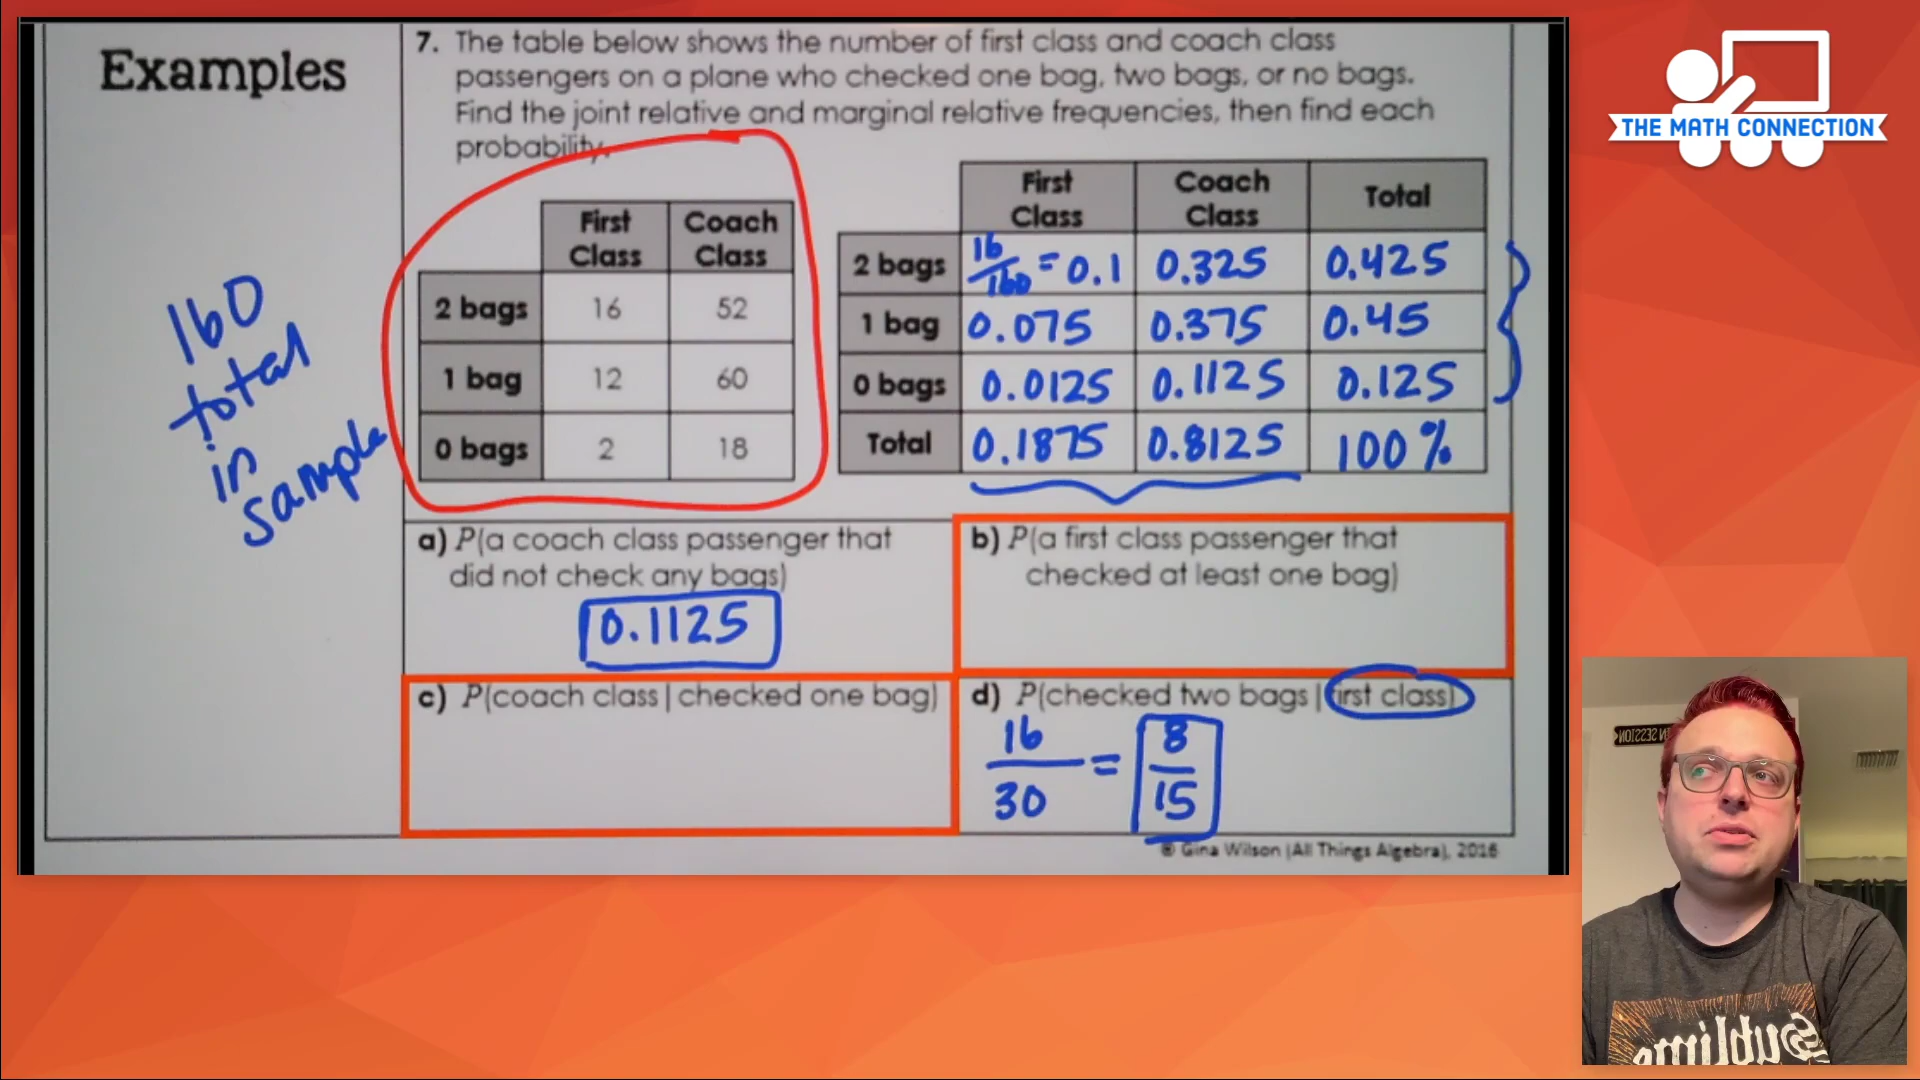 Examples
7. The table below shows the number of first class and coach class
passengers on a plane who checked one bag, two bags, or no bags.
Find the joint relative and marginal relative frequencies, then find each
probability.
160
total
in
sample
First Class Coach Class
2 bags 16 52
1 bag 12 60
0 bags 2 18
First Class Coach Class Total
2 bags 16/160 = 0.1 0.325 0.425
1 bag 0.075 0.375 0.45
0 bags 0.0125 0.1125 0.125
Total 0.1875 0.8125 100%
a) P(a coach class passenger that
did not check any bags)
0.1125
b) P(a first class passenger that
checked at least one bag)
c) P(coach class | checked one bag)
d) P(checked two bags | first class)
16/30 = 8/15
© Gina Wilson (All Things Algebra), 2016
THE MATH CONNECTION
Sublime